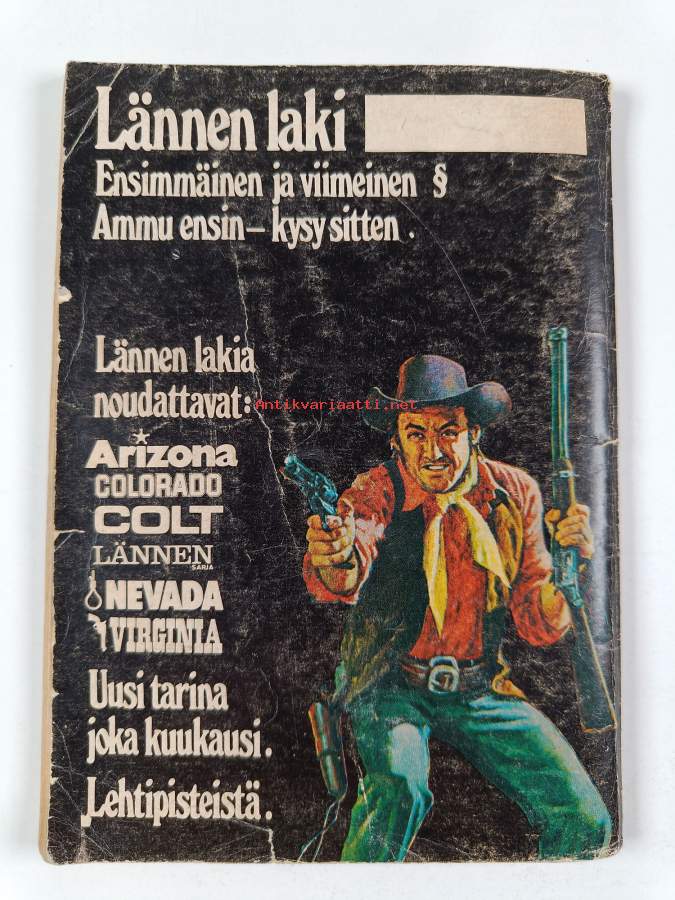 Lännen laki
Ensimmäinen ja viimeinen §
Ammu ensin – kysy sitten .
Lännen lakia
noudattavat:
Antikvariaatti.net
Arizona
COLORADO
COLT
LÄNNEN
SARJA
NEVADA
VIRGINIA
Uusi tarina
joka kuukausi.
Lehtipisteistä.